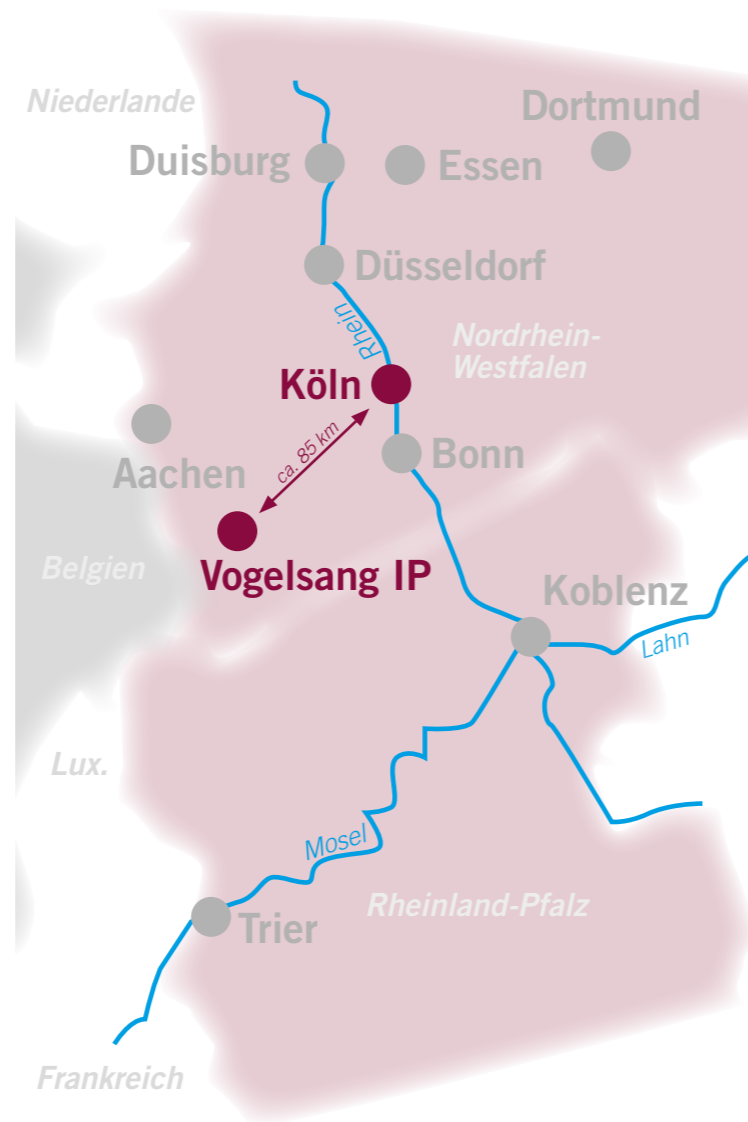 Niederlande
Dortmund
Duisburg
Essen
Düsseldorf
Rhein
Nordrhein-
Westfalen
Köln
ca. 85 km
Bonn
Aachen
Belgien
Vogelsang IP
Koblenz
Lahn
Lux.
Mosel
Rheinland-Pfalz
Trier
Frankreich